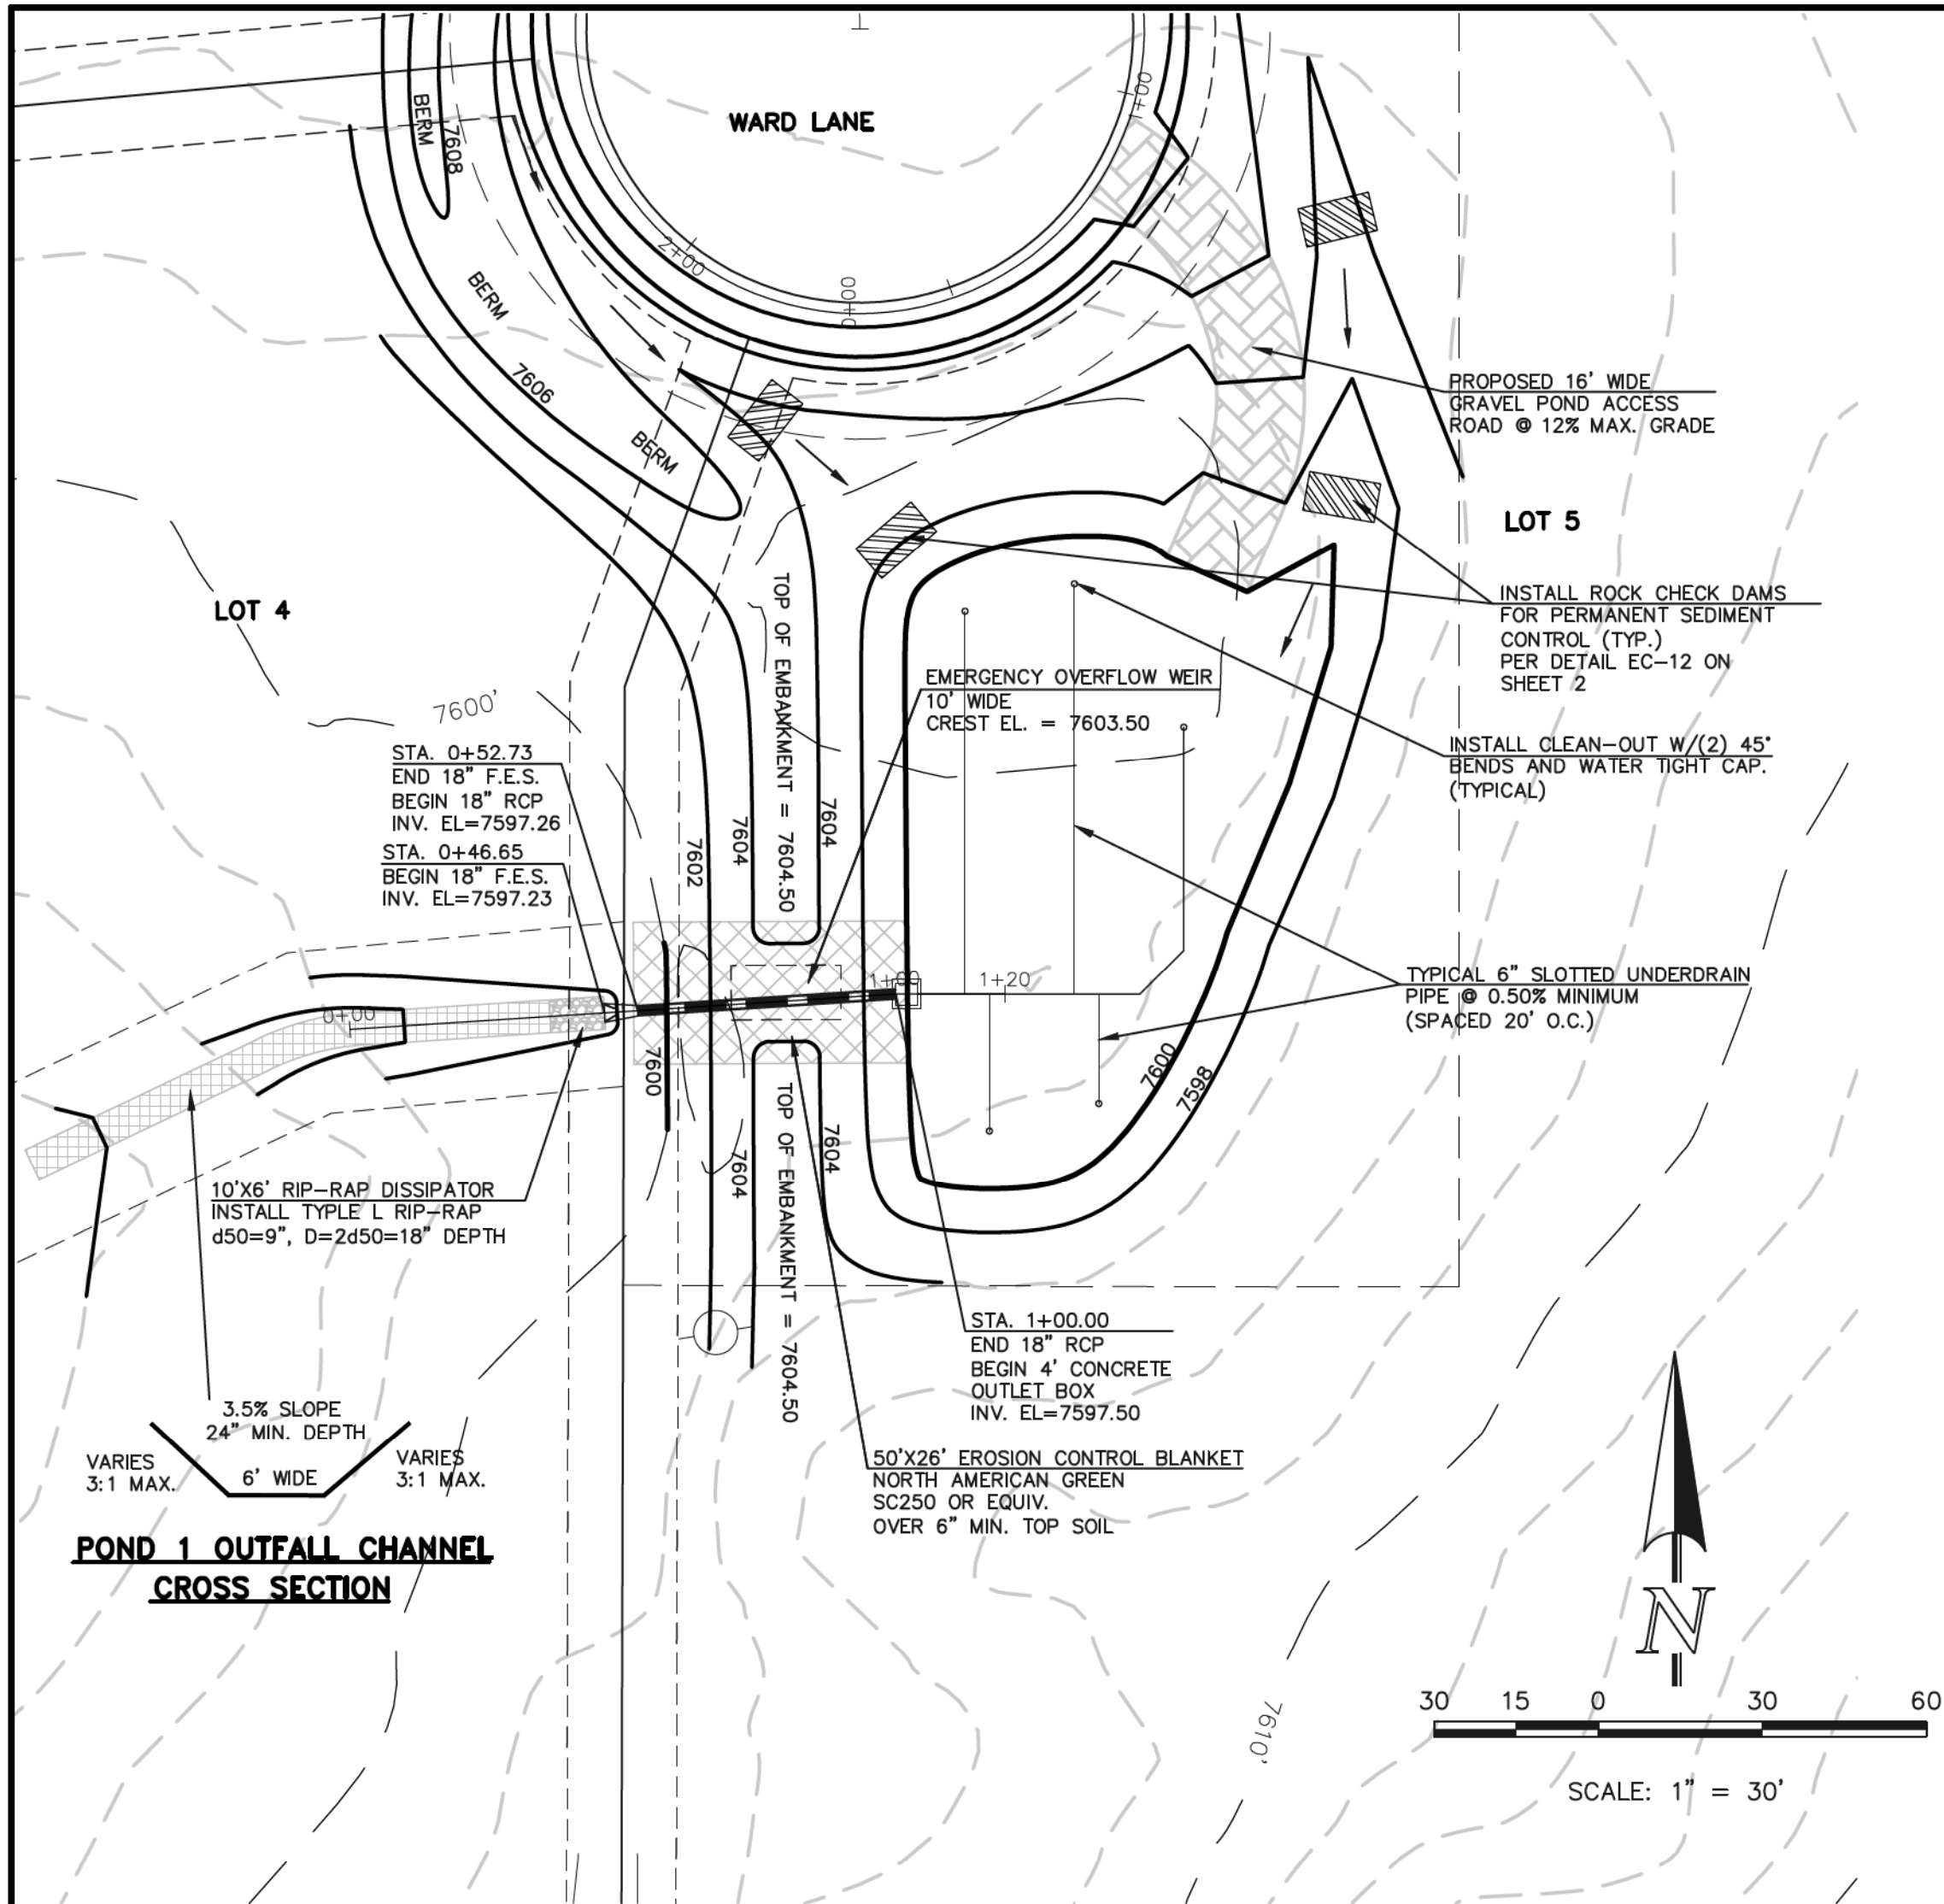 WARD LANE
1+00
2+00
0+00
BERM
7608
BERM
7606
BERM
PROPOSED 16' WIDE
GRAVEL POND ACCESS
ROAD @ 12% MAX. GRADE
LOT 5
LOT 4
INSTALL ROCK CHECK DAMS
FOR PERMANENT SEDIMENT
CONTROL (TYP.)
PER DETAIL EC-12 ON
SHEET 2
TOP OF EMBANKMENT = 7604.50
EMERGENCY OVERFLOW WEIR
10' WIDE
CREST EL. = 7603.50
7600'
INSTALL CLEAN-OUT W/(2) 45°
BENDS AND WATER TIGHT CAP.
(TYPICAL)
STA. 0+52.73
END 18" F.E.S.
BEGIN 18" RCP
INV. EL=7597.26
STA. 0+46.65
BEGIN 18" F.E.S.
INV. EL=7597.23
7602
7604
7604
1+00
1+20
TYPICAL 6" SLOTTED UNDERDRAIN
PIPE @ 0.50% MINIMUM
(SPACED 20' O.C.)
0+00
7600
7600
7598
7604
7604
TOP OF EMBANKMENT = 7604.50
10'X6' RIP-RAP DISSIPATOR
INSTALL TYPLE L RIP-RAP
d50=9", D=2d50=18" DEPTH
STA. 1+00.00
END 18" RCP
BEGIN 4' CONCRETE
OUTLET BOX
INV. EL=7597.50
50'X26' EROSION CONTROL BLANKET
NORTH AMERICAN GREEN
SC250 OR EQUIV.
OVER 6" MIN. TOP SOIL
3.5% SLOPE
24" MIN. DEPTH
VARIES
3:1 MAX.
6' WIDE
VARIES
3:1 MAX.
POND 1 OUTFALL CHANNEL
CROSS SECTION
7610'
N
30 15 0 30 60
SCALE: 1" = 30'